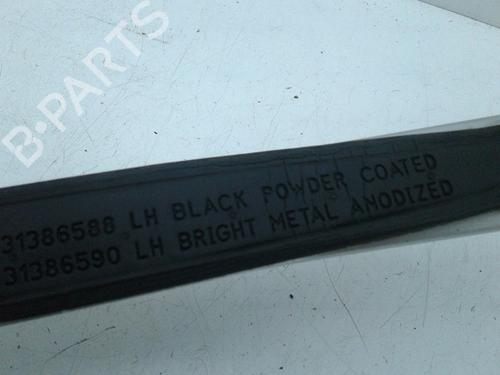 B-PARTS
31386588 LH BLACK POWDER COATED
31386590 LH BRIGHT METAL ANODIZED